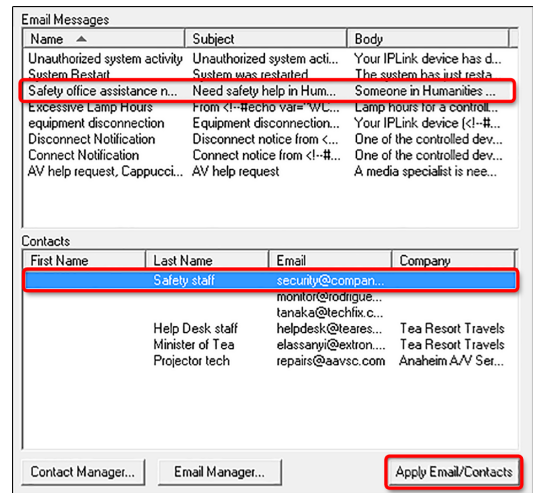 Email Messages
Name Subject Body
Unauthorized system activity Unauthorized system acti... Your IPLink device has d...
System Restart System was restarted The system has just resta
Safety office assistance n... Need safety help in Hum... Someone in Humanities ...
Excessive Lamp Hours From <!--#echo var="WC... Lamp hours for a controll...
equipment disconnection Equipment disconnection... Your IPLink device (<!--#...
Disconnect Notification Disconnect notice from <... One of the controlled dev...
Connect Notification Connect notice from <!--#... One of the controlled dev...
AV help request, Cappucci... AV help request A media specialist is nee...
Contacts
First Name Last Name Email Company
Safety staff security@compan...
monitor@rodrigue...
tanaka@techfix.c...
Help Desk staff helpdesk@teares... Tea Resort Travels
Minister of Tea elassanyi@extron.... Tea Resort Travels
Projector tech repairs@aavsc.com Anaheim A/V Ser...
Contact Manager... Email Manager... Apply Email/Contacts